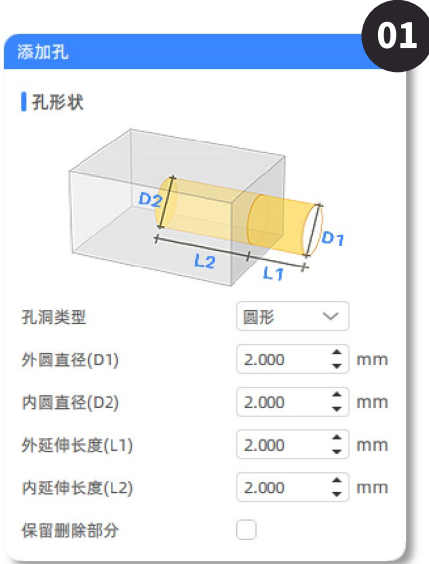 01
添加孔
孔形状
D2
D1
L2
L1
孔洞类型 圆形
外圆直径(D1) 2.000 mm
内圆直径(D2) 2.000 mm
外延伸长度(L1) 2.000 mm
内延伸长度(L2) 2.000 mm
保留删除部分